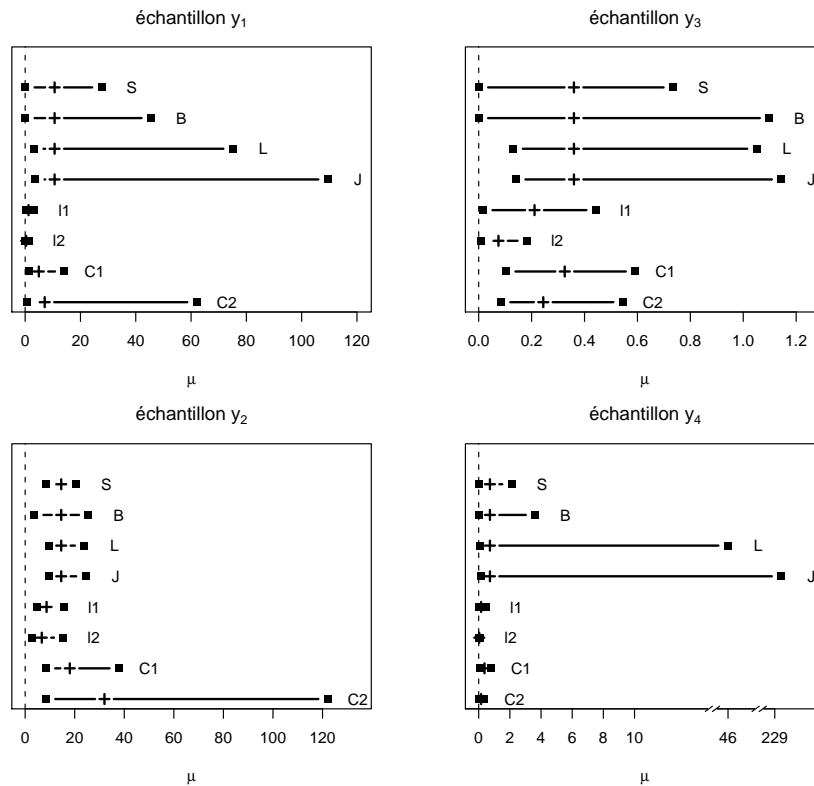 échantillon y1
S
B
L
J
I1
I2
C1
C2
0 20 40 60 80 100 120
μ
échantillon y3
S
B
L
J
I1
I2
C1
C2
0.0 0.2 0.4 0.6 0.8 1.0 1.2
μ
échantillon y2
S
B
L
J
I1
I2
C1
C2
0 20 40 60 80 100 120
μ
échantillon y4
S
B
L
J
I1
I2
C1
C2
0 2 4 6 8 10 46 229
μ